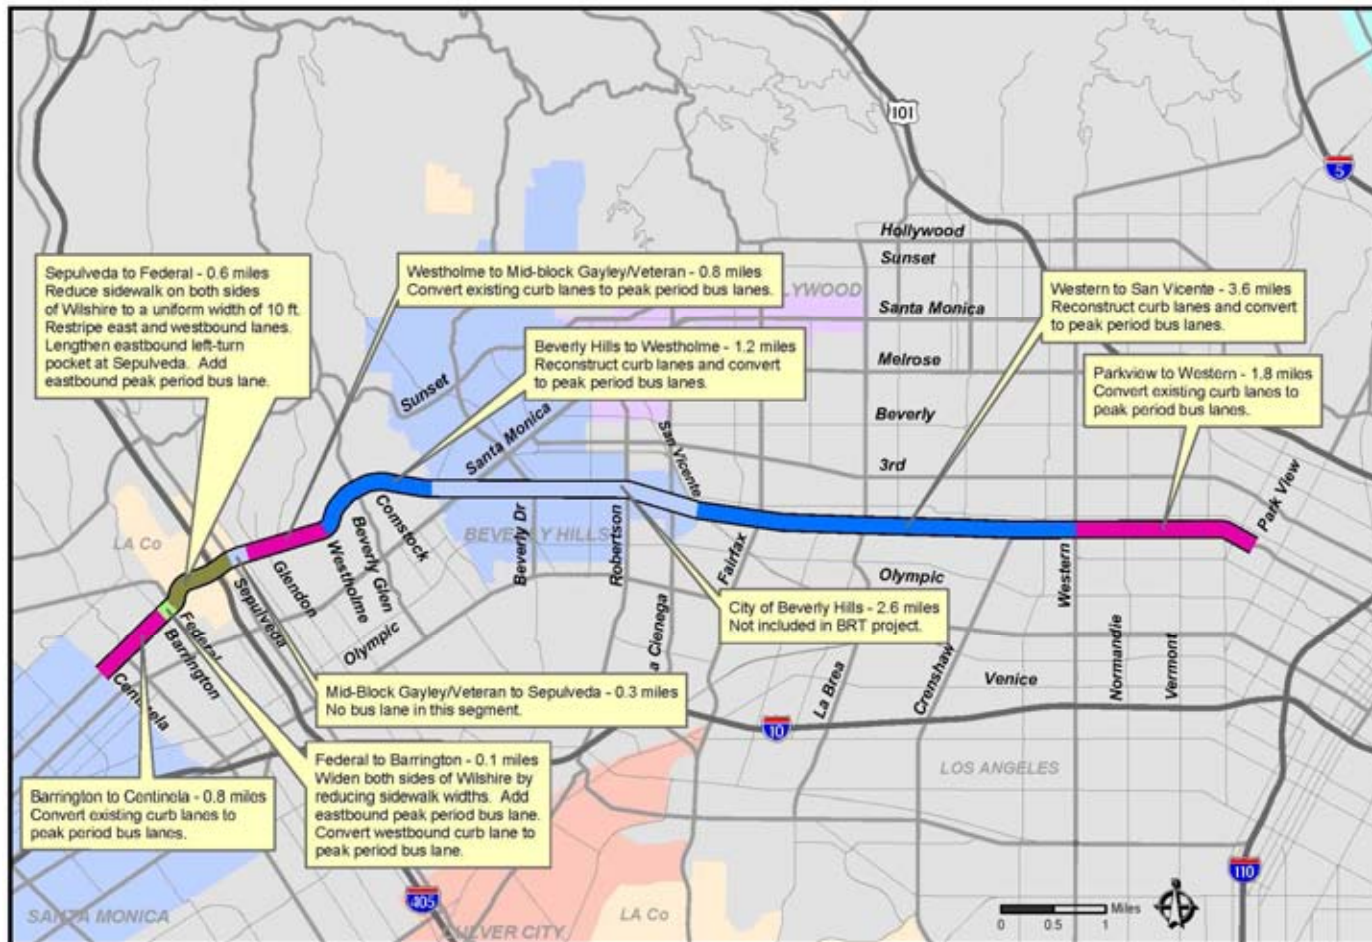 101
5
Hollywood
Sunset
Sepulveda to Federal - 0.6 miles
Reduce sidewalk on both sides
of Wilshire to a uniform width of 10 ft.
Restripe east and westbound lanes.
Lengthen eastbound left-turn
pocket at Sepulveda. Add
eastbound peak period bus lane.
Westholme to Mid-block Gayley/Veteran - 0.8 miles
Convert existing curb lanes to peak period bus lanes.
LYWOOD
Santa Monica
Western to San Vicente - 3.6 miles
Reconstruct curb lanes and convert
to peak period bus lanes.
Beverly Hills to Westholme - 1.2 miles
Reconstruct curb lanes and convert
to peak period bus lanes.
Melrose
Parkview to Western - 1.8 miles
Convert existing curb lanes to
peak period bus lanes.
Sunset
Santa Monica
Beverly
San Vicente
3rd
Park View
LA Co
Comstock
BEVERLY HILLS
Beverly Dr
Robertson
Fairfax
Western
Beverly Glen
Westholme
Glendon
Sepulveda
Olympic
Olympic
City of Beverly Hills - 2.6 miles
Not included in BRT project.
Federal
Barrington
Centinela
a Cienega
La Brea
Crenshaw
Venice
Normandie
Vermont
Mid-Block Gayley/Veteran to Sepulveda - 0.3 miles
No bus lane in this segment.
10
Federal to Barrington - 0.1 miles
Widen both sides of Wilshire by
reducing sidewalk widths. Add
eastbound peak period bus lane.
Convert westbound curb lane to
peak period bus lane.
LOS ANGELES
Barrington to Centinela - 0.8 miles
Convert existing curb lanes to
peak period bus lanes.
110
405
SANTA MONICA
LA Co
CULVER CITY
Miles
0 0.5 1